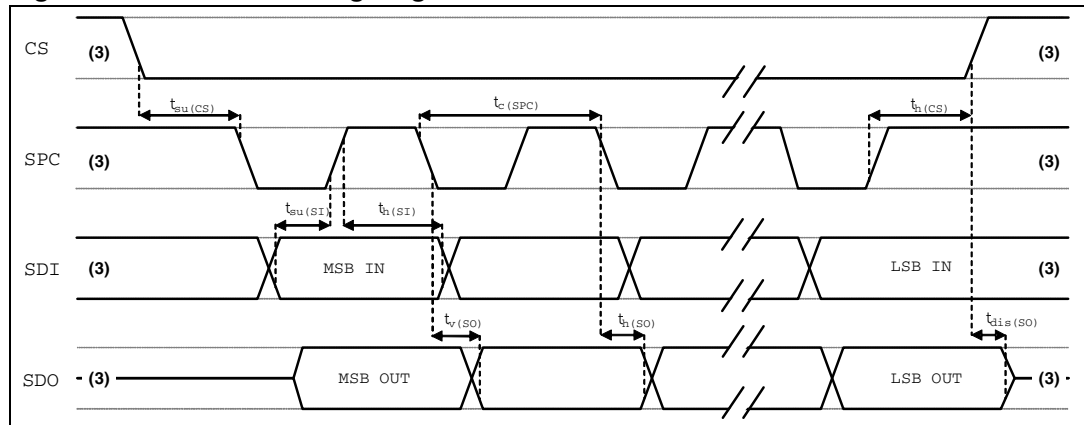 CS (3) (3)
t_su(CS) t_c(SPC) t_h(CS)
SPC (3) (3)
t_su(SI) t_h(SI)
SDI (3) MSB IN LSB IN (3)
t_v(SO) t_h(SO) t_dis(SO)
SDO (3) MSB OUT LSB OUT (3)